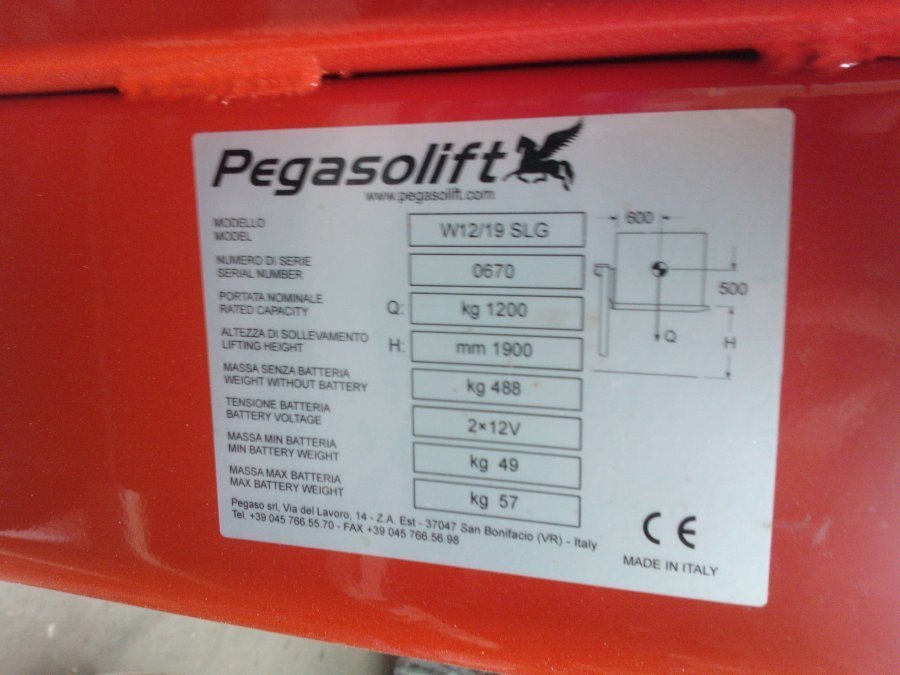 Pegasolift
www.pegasolift.com
MODELLO
MODEL
W12/19 SLG
NUMERO DI SERIE
SERIAL NUMBER
0670
PORTATA NOMINALE
RATED CAPACITY
Q:
kg 1200
ALTEZZA DI SOLLEVAMENTO
LIFTING HEIGHT
H:
mm 1900
MASSA SENZA BATTERIA
WEIGHT WITHOUT BATTERY
kg 488
TENSIONE BATTERIA
BATTERY VOLTAGE
2×12V
MASSA MIN BATTERIA
MIN BATTERY WEIGHT
kg 49
MASSA MAX BATTERIA
MAX BATTERY WEIGHT
kg 57
600
500
Q
H
Pegaso srl, Via del Lavoro, 14 - Z.A. Est - 37047 San Bonifacio (VR) - Italy
Tel. +39 045 766.55.70 - FAX +39 045 766.56.98
CE
MADE IN ITALY